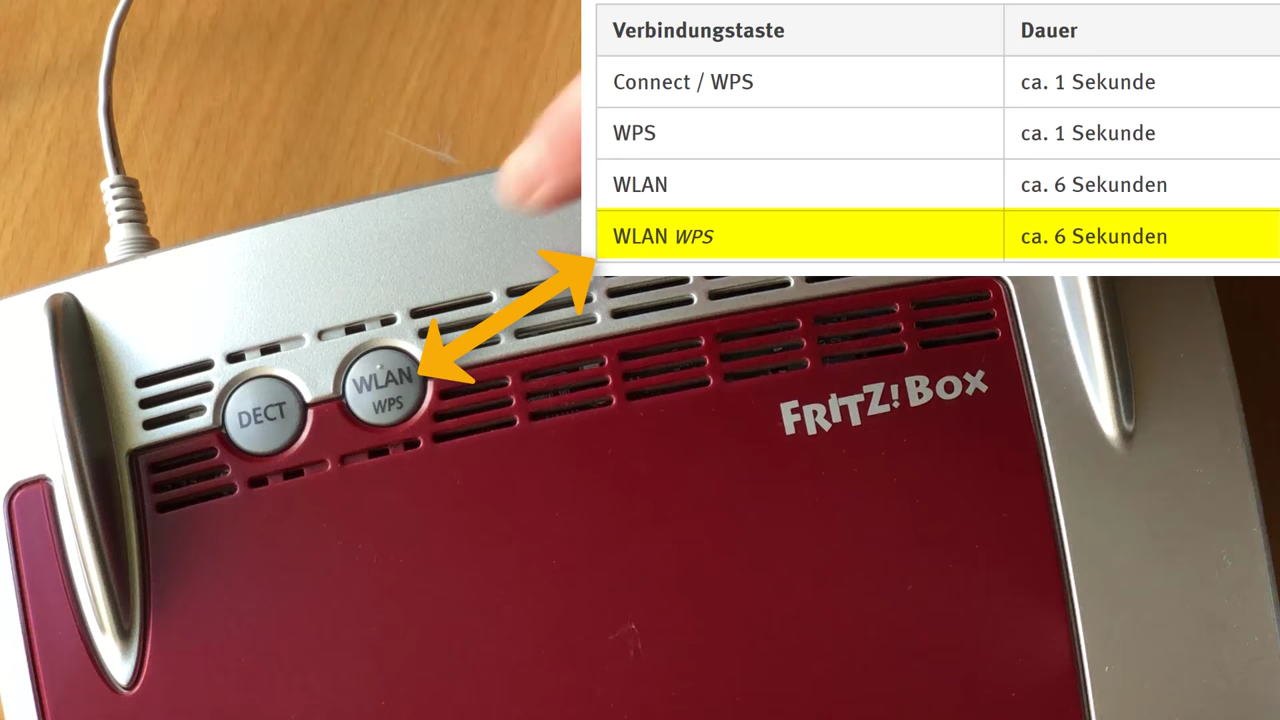 Verbindungstaste Dauer
Connect / WPS ca. 1 Sekunde
WPS ca. 1 Sekunde
WLAN ca. 6 Sekunden
WLAN WPS ca. 6 Sekunden
DECT
WLAN
WPS
FRITZ! BOX